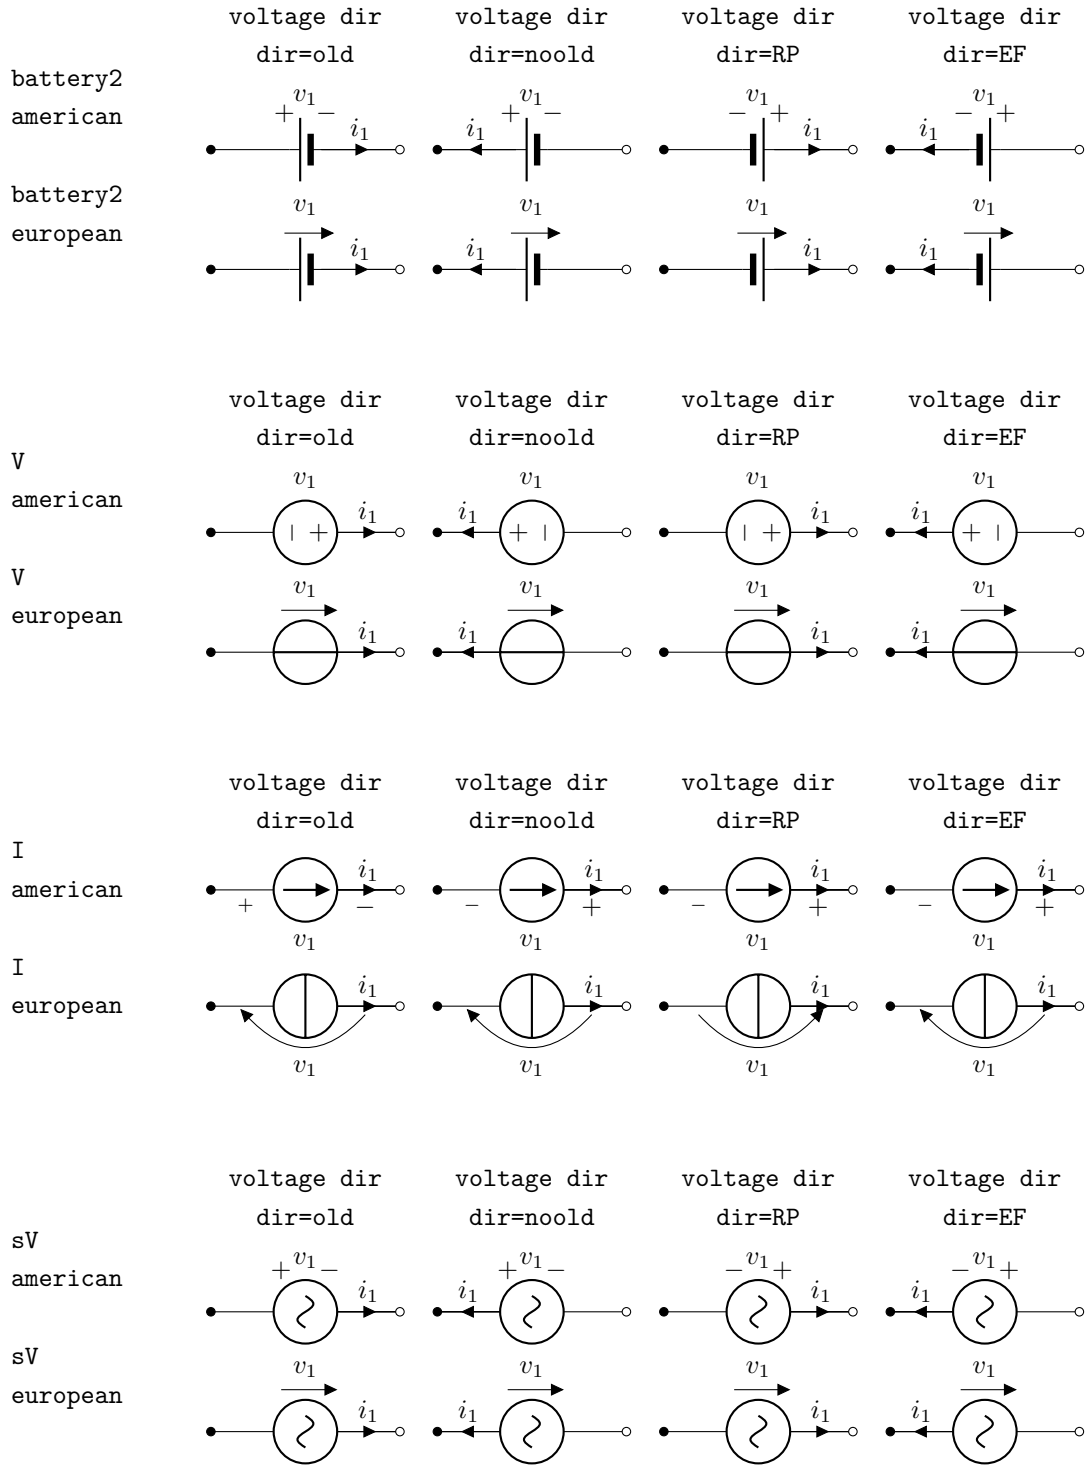 voltage dir voltage dir voltage dir voltage dir
dir=old dir=noold dir=RP dir=EF
battery2
american
+ v₁ − + v₁ − − v₁ + − v₁ +
i₁ i₁ i₁ i₁
battery2
european
v₁ v₁ v₁ v₁
i₁ i₁ i₁ i₁
voltage dir voltage dir voltage dir voltage dir
dir=old dir=noold dir=RP dir=EF
V
american
v₁ v₁ v₁ v₁
i₁ i₁ i₁ i₁
− + + − − + + −
V
european
v₁ v₁ v₁ v₁
i₁ i₁ i₁ i₁
voltage dir voltage dir voltage dir voltage dir
dir=old dir=noold dir=RP dir=EF
I
american
i₁ i₁ i₁ i₁
+ − − + − + − +
v₁ v₁ v₁ v₁
I
european
i₁ i₁ i₁ i₁
v₁ v₁ v₁ v₁
voltage dir voltage dir voltage dir voltage dir
dir=old dir=noold dir=RP dir=EF
sV
american
+ v₁ − + v₁ − − v₁ + − v₁ +
i₁ i₁ i₁ i₁
sV
european
v₁ v₁ v₁ v₁
i₁ i₁ i₁ i₁